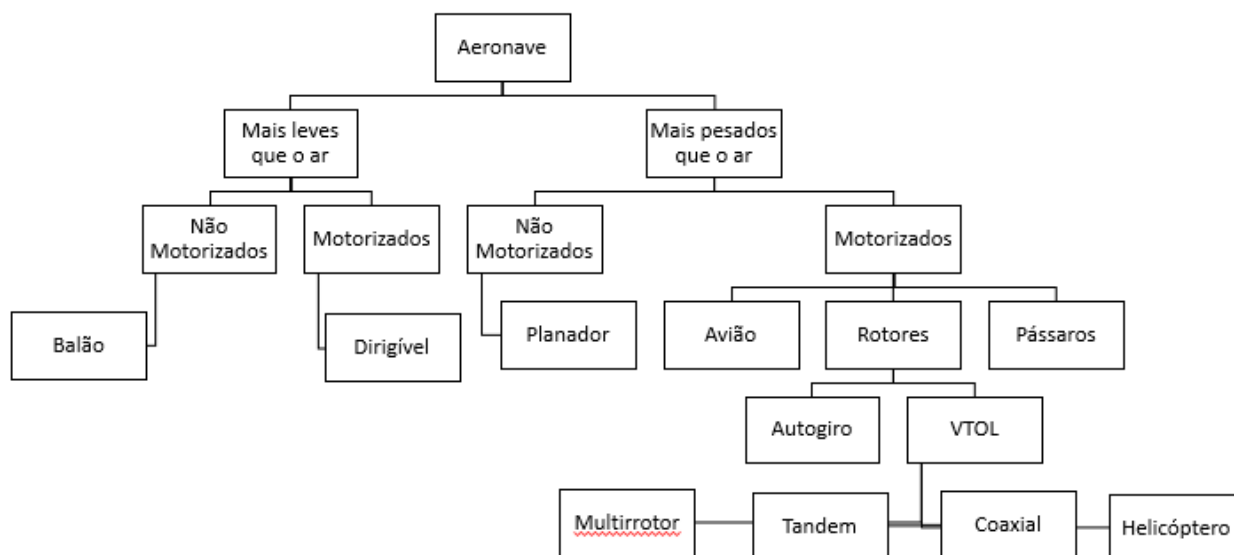 Aeronave
Mais leves
que o ar
Mais pesados
que o ar
Não
Motorizados
Motorizados
Não
Motorizados
Motorizados
Balão
Dirigível
Planador
Avião
Rotores
Pássaros
Autogiro
VTOL
Multirrotor
Tandem
Coaxial
Helicóptero